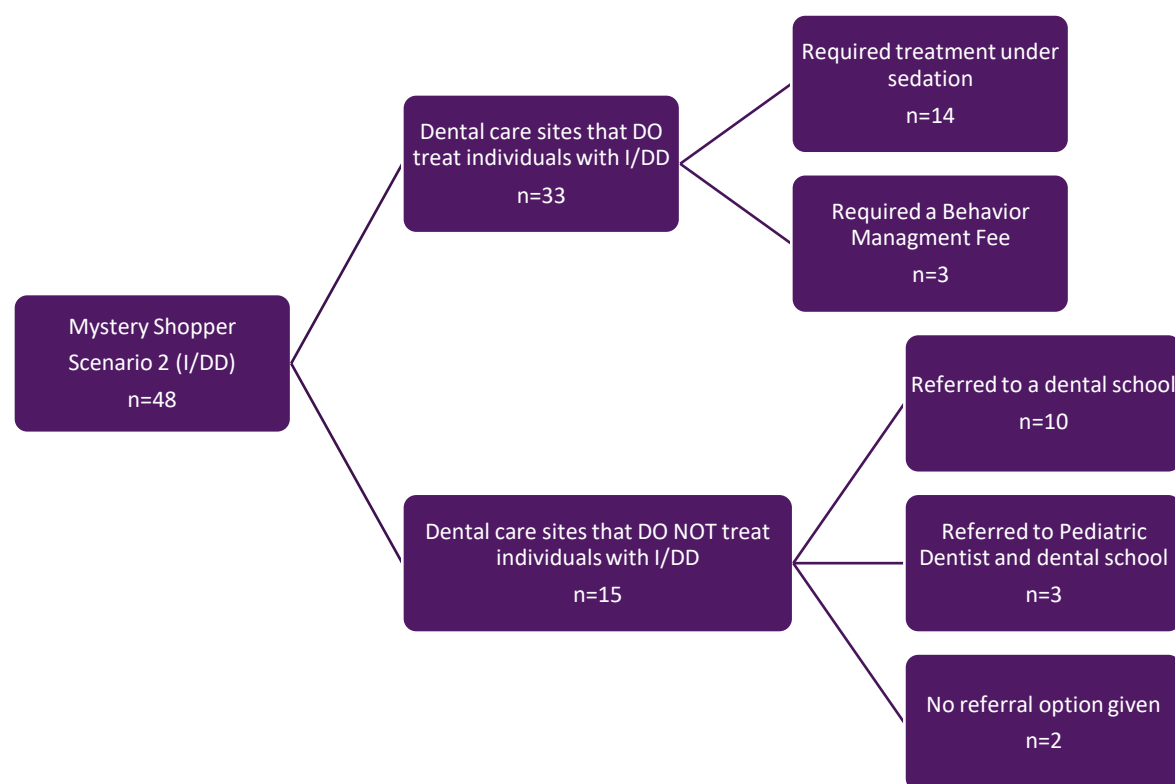 Required treatment under
sedation
n=14
Dental care sites that DO
treat individuals with I/DD
n=33
Required a Behavior
Managment Fee
n=3
Mystery Shopper
Scenario 2 (I/DD)
n=48
Referred to a dental school
n=10
Dental care sites that DO NOT treat
individuals with I/DD
n=15
Referred to Pediatric
Dentist and dental school
n=3
No referral option given
n=2